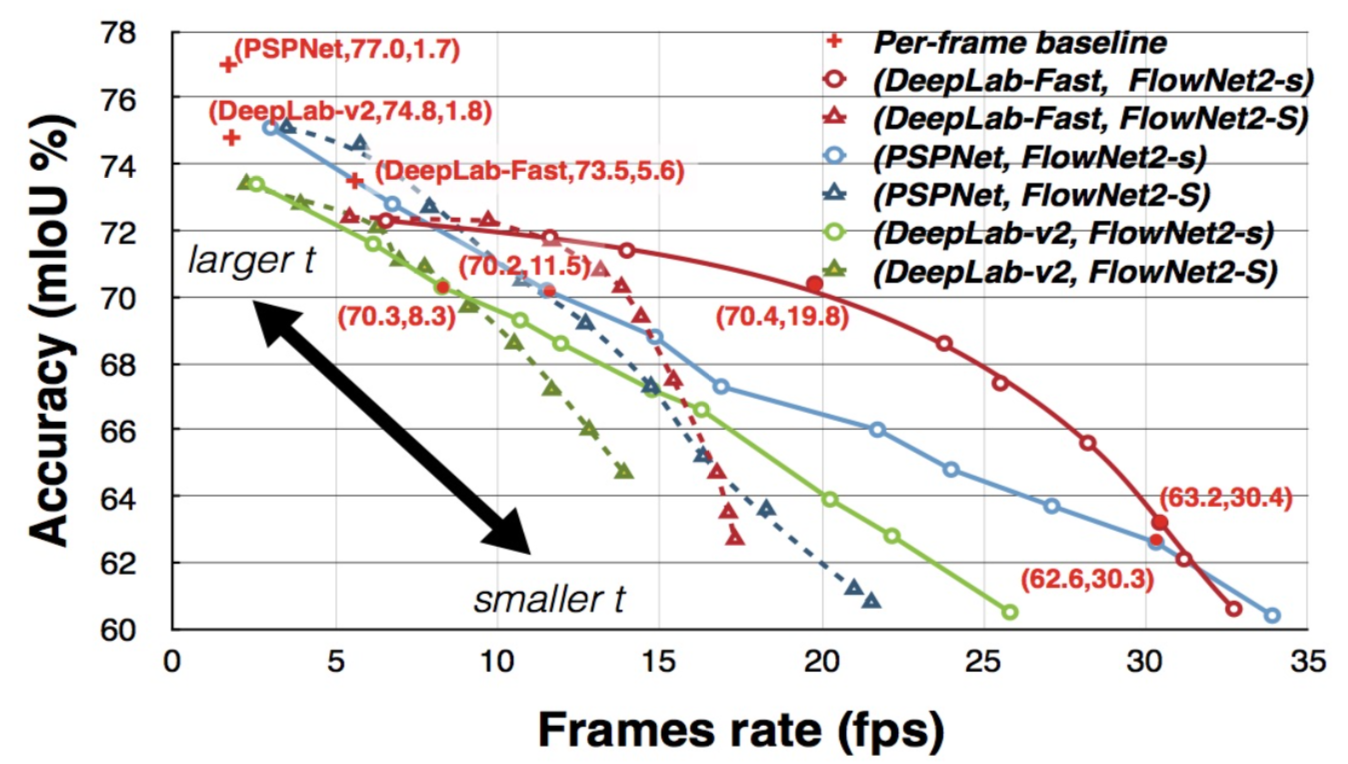 78
76
74
72
70
68
66
64
62
60
Accuracy (mIoU %)
(PSPNet,77.0,1.7)
(DeepLab-v2,74.8,1.8)
(DeepLab-Fast,73.5,5.6)
larger t
(70.2,11.5)
(70.3,8.3)
(70.4,19.8)
(63.2,30.4)
(62.6,30.3)
smaller t
Per-frame baseline
(DeepLab-Fast, FlowNet2-s)
(DeepLab-Fast, FlowNet2-S)
(PSPNet, FlowNet2-s)
(PSPNet, FlowNet2-S)
(DeepLab-v2, FlowNet2-s)
(DeepLab-v2, FlowNet2-S)
0 5 10 15 20 25 30 35
Frames rate (fps)